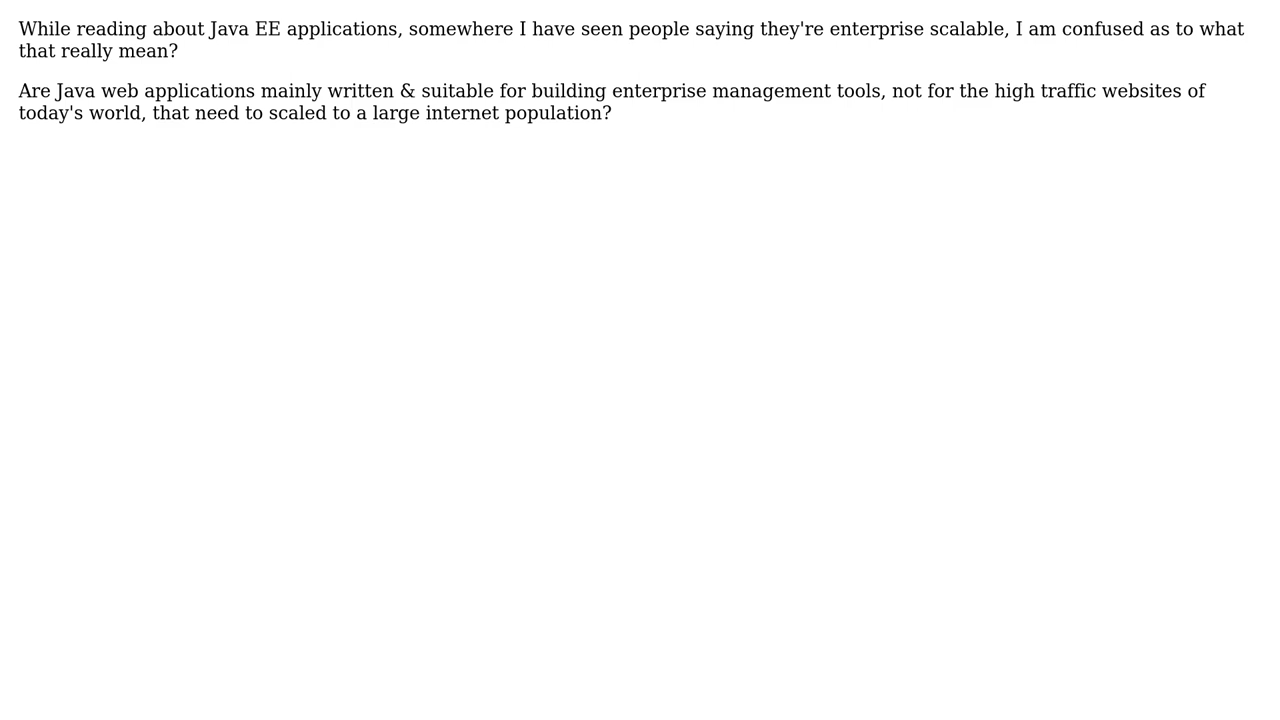 While reading about Java EE applications, somewhere I have seen people saying they're enterprise scalable, I am confused as to what
that really mean?
Are Java web applications mainly written & suitable for building enterprise management tools, not for the high traffic websites of
today's world, that need to scaled to a large internet population?